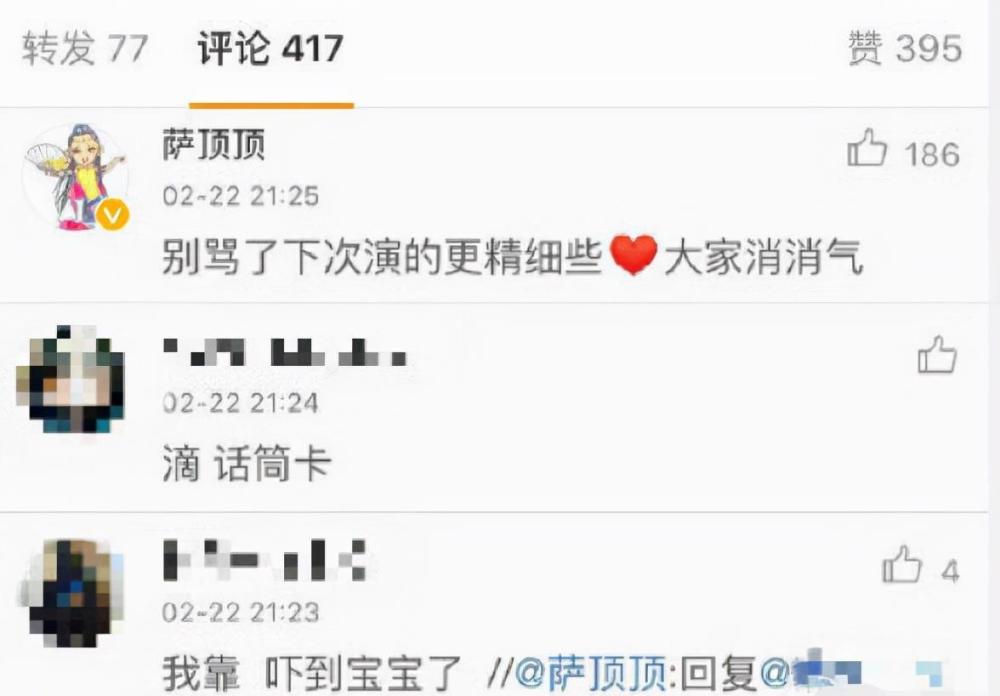 转发 77 评论 417 赞 395
萨顶顶
186
02-22 21:25
别骂了下次演的更精细些❤️大家消消气
02-22 21:24
滴 话筒卡
4
02-22 21:23
我靠 吓到宝宝了 //@萨顶顶:回复@